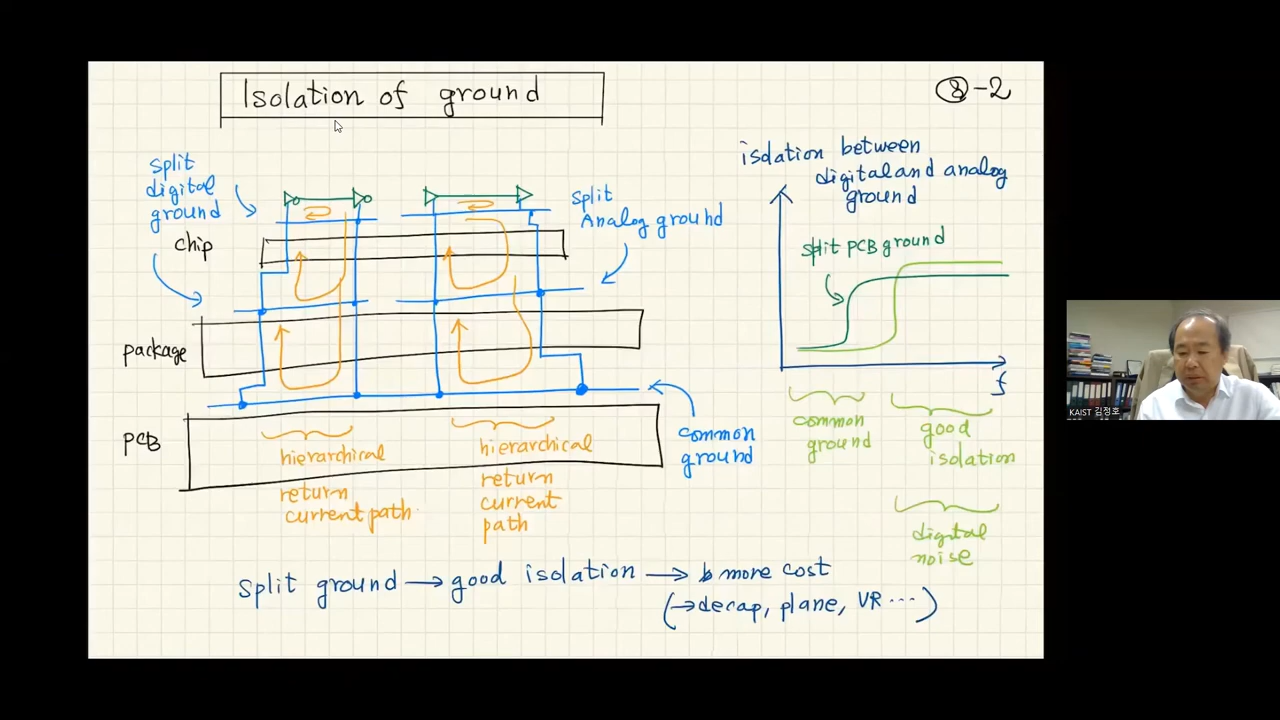 Isolation of ground
8-2
split
digital
ground
chip
package
PCB
split
Analog ground
common
ground
hierarchical
return
current path
hierarchical
return
current
path
isolation between
digital and analog
ground
split PCB ground
f
common
ground
good
isolation
digital
noise
split ground → good isolation → more cost
(→ decap, plane, VR ...)
KAIST 김정호